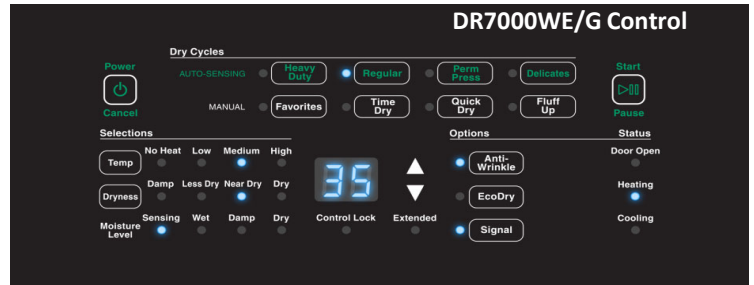 DR7000WE/G Control
Dry Cycles
Power
AUTO-SENSING Heavy Duty Regular Perm Press Delicates
Start
Cancel
MANUAL Favorites Time Dry Quick Dry Fluff Up
Pause
Selections Options Status
Temp No Heat Low Medium High
Anti-Wrinkle
Door Open
Dryness Damp Less Dry Near Dry Dry
35
EcoDry
Heating
Moisture Level Sensing Wet Damp Dry
Control Lock Extended
Signal
Cooling